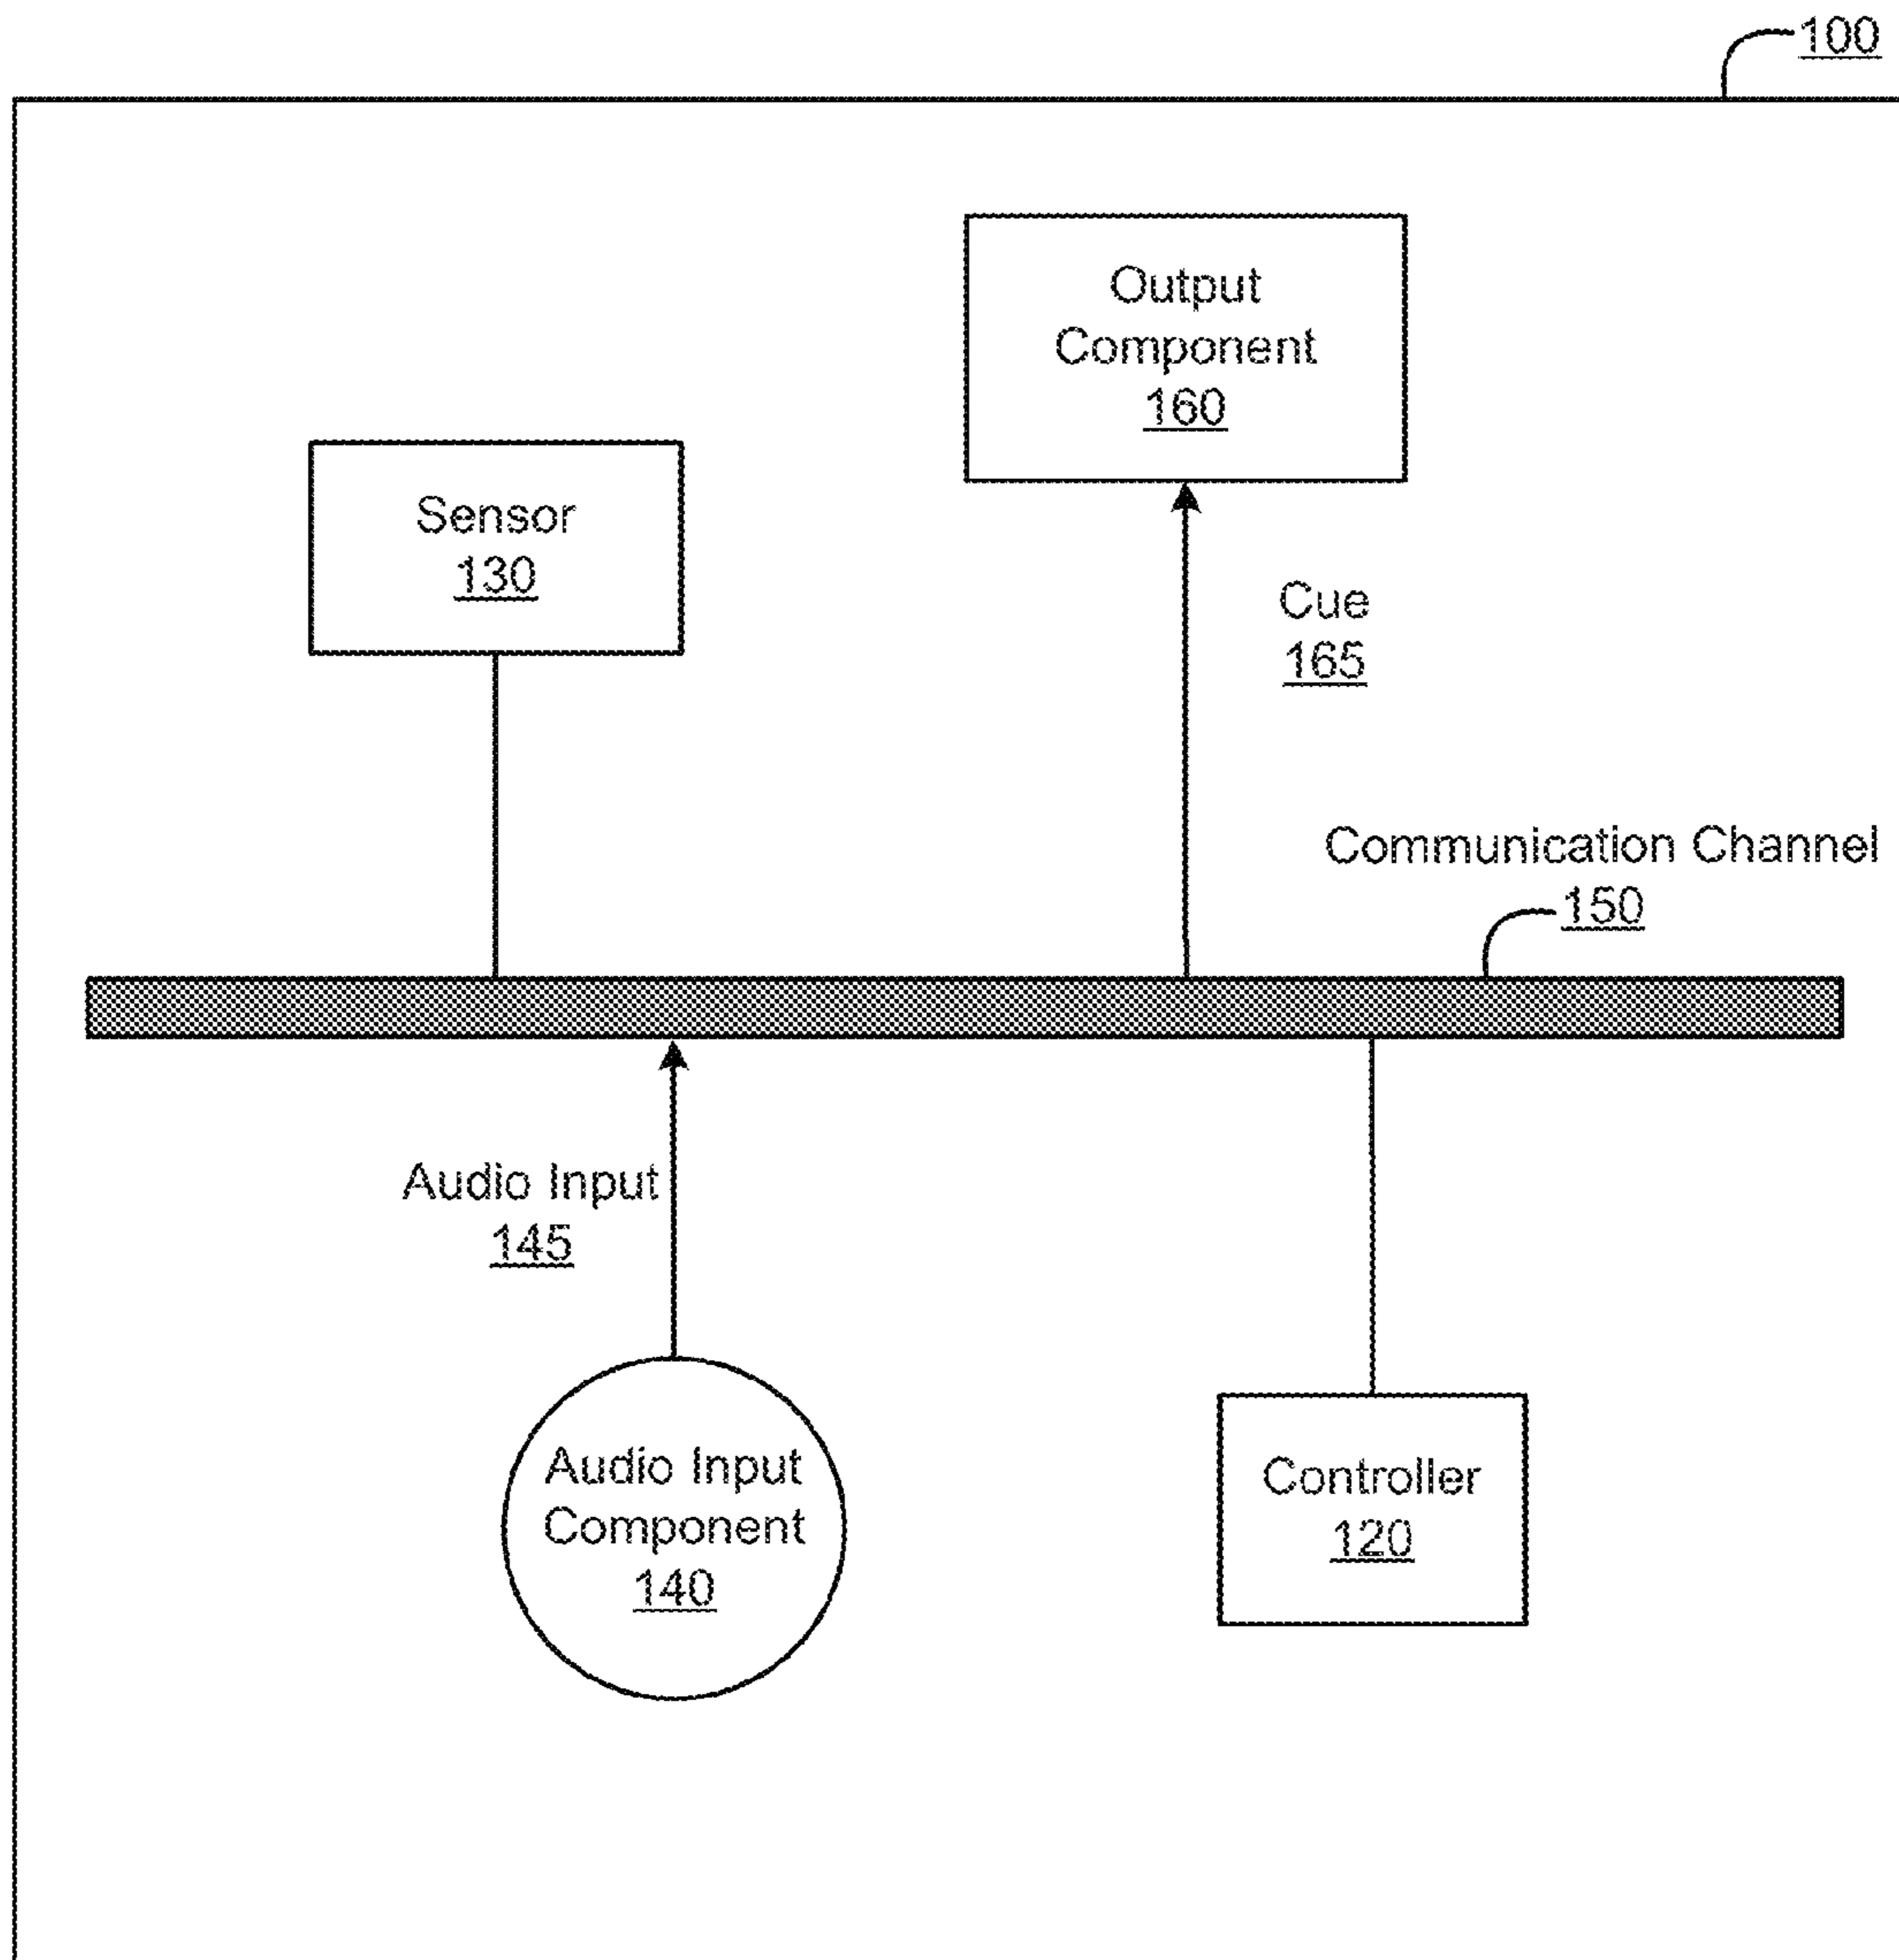 100
Output
Component
160
Sensor
130
Cue
165
Communication Channel
150
Audio Input
145
Audio Input
Component
140
Controller
120